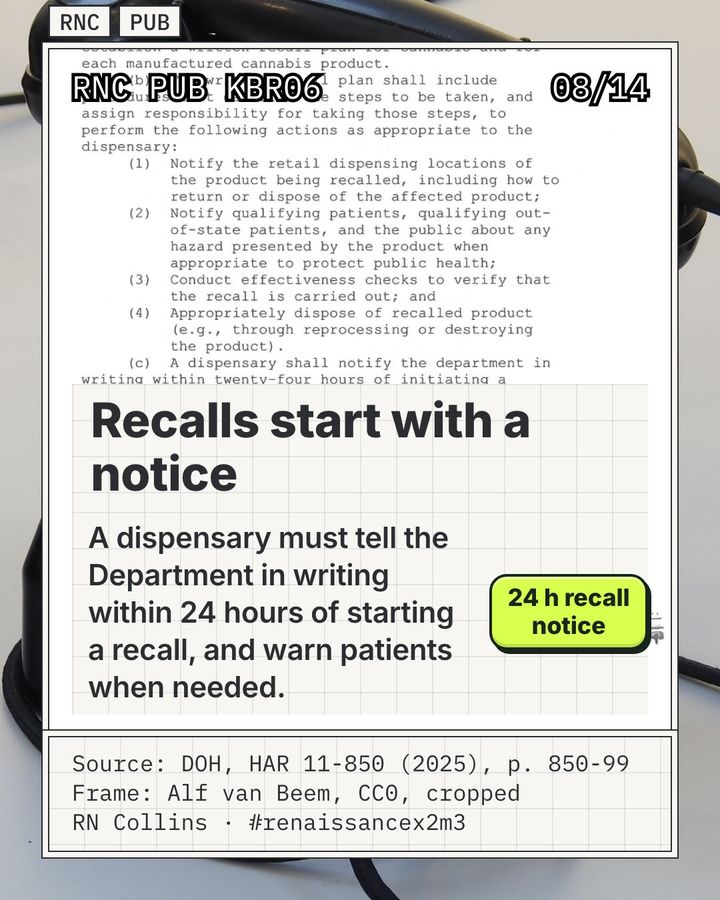 RNC PUB
establish a written recall plan for cannabis and for
each manufactured cannabis product.
RNC PUB KBR06 08/14
plan shall include
steps to be taken, and
assign responsibility for taking those steps, to
perform the following actions as appropriate to the
dispensary:
(1) Notify the retail dispensing locations of
the product being recalled, including how to
return or dispose of the affected product;
(2) Notify qualifying patients, qualifying out-
of-state patients, and the public about any
hazard presented by the product when
appropriate to protect public health;
(3) Conduct effectiveness checks to verify that
the recall is carried out; and
(4) Appropriately dispose of recalled product
(e.g., through reprocessing or destroying
the product).
(c) A dispensary shall notify the department in
writing within twenty-four hours of initiating a
Recalls start with a
notice
A dispensary must tell the
Department in writing
within 24 hours of starting
a recall, and warn patients
when needed.
24 h recall
notice
Source: DOH, HAR 11-850 (2025), p. 850-99
Frame: Alf van Beem, CC0, cropped
RN Collins · #renaissancex2m3